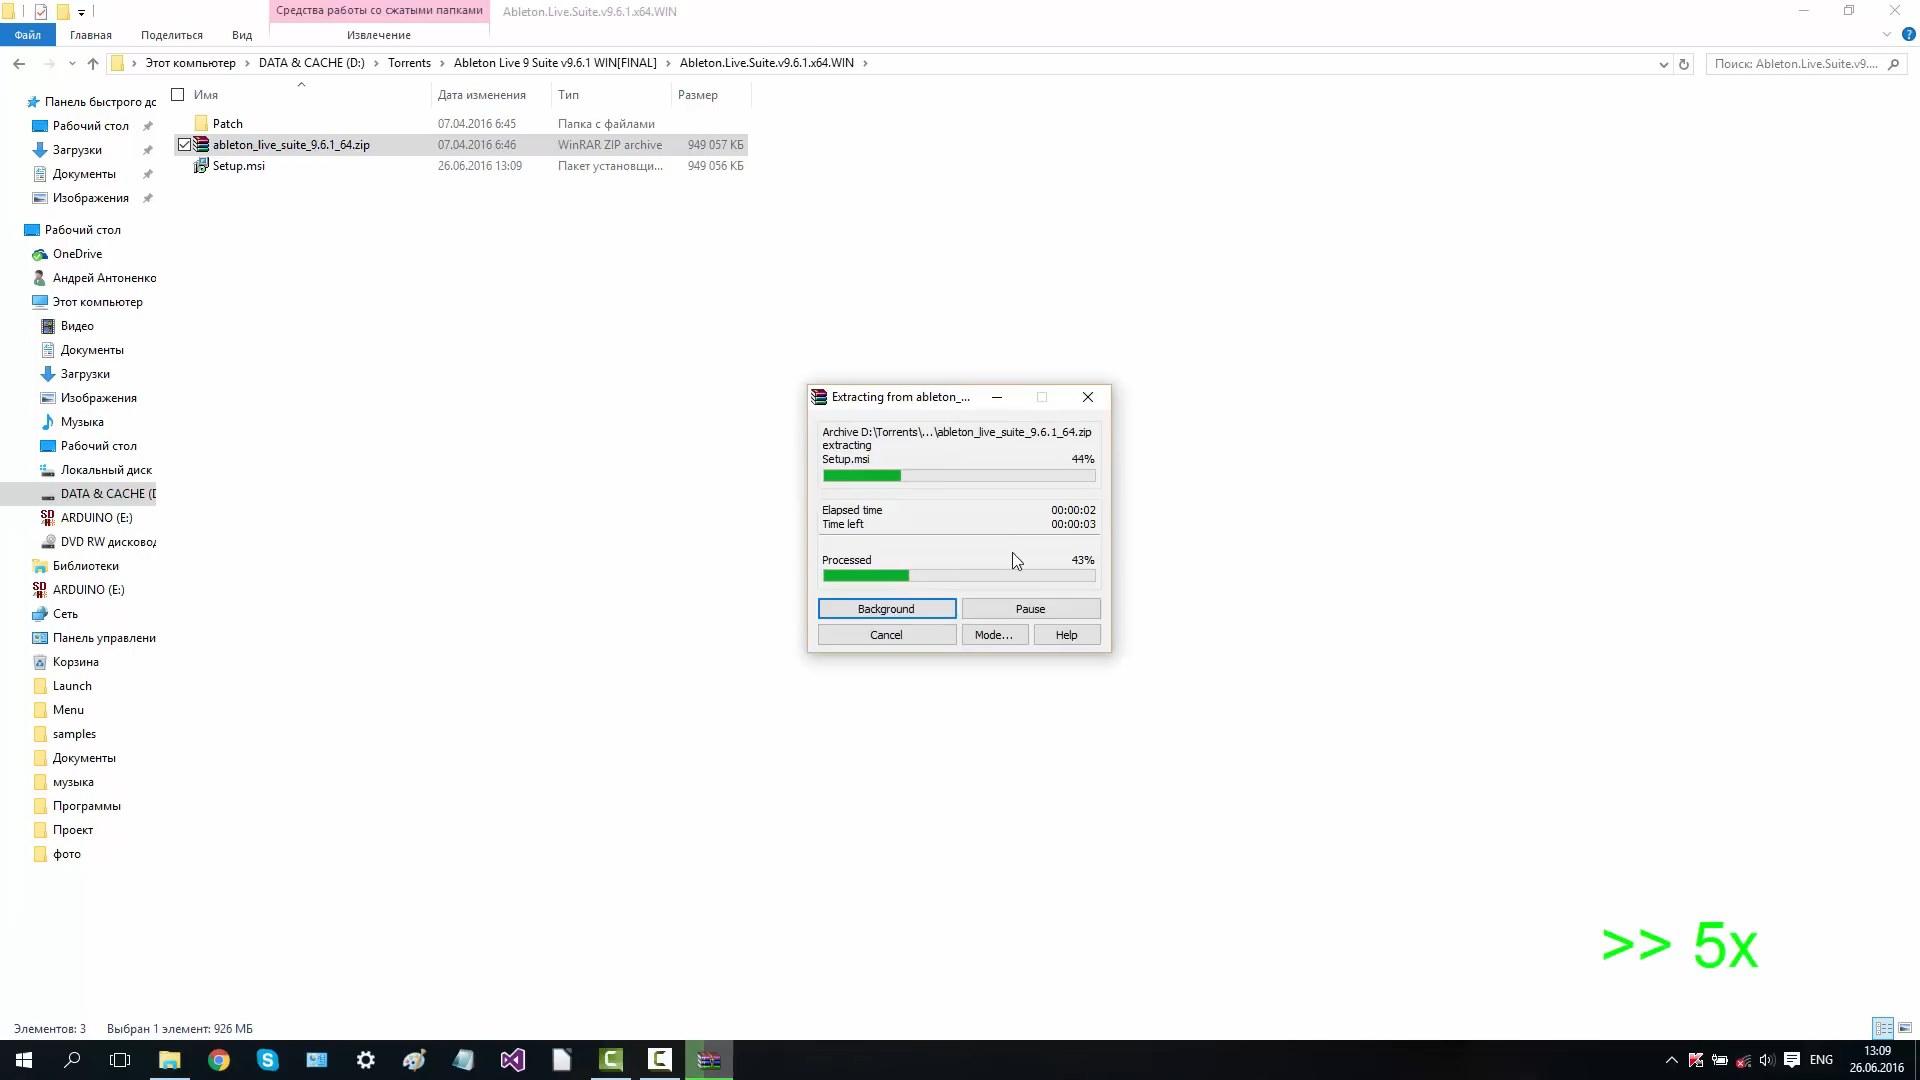 Средства работы со сжатыми папками
Ableton.Live.Suite.v9.6.1.x64.WIN
Файл
Главная
Поделиться
Вид
Извлечение
Этот компьютер
DATA & CACHE (D:)
Torrents
Ableton Live 9 Suite v9.6.1 WIN[FINAL]
Ableton.Live.Suite.v9.6.1.x64.WIN
Поиск: Ableton.Live.Suite.v9....
Имя
Дата изменения
Тип
Размер
Patch
07.04.2016 6:45
Папка с файлами
ableton_live_suite_9.6.1_64.zip
07.04.2016 6:46
WinRAR ZIP archive
949 057 КБ
Setup.msi
26.06.2016 13:09
Пакет установщи...
949 056 КБ
Панель быстрого дс
Рабочий стол
Загрузки
Документы
Изображения
Рабочий стол
OneDrive
Андрей Антоненко
Этот компьютер
Видео
Документы
Загрузки
Изображения
Музыка
Рабочий стол
Локальный диск
DATA & CACHE (D
ARDUINO (E:)
DVD RW дисковод
Библиотеки
ARDUINO (E:)
Сеть
Панель управлени
Корзина
Launch
Menu
samples
Документы
музыка
Программы
Проект
фото
Extracting from ableton_...
Archive D:\Torrents\,...\ableton_live_suite_9.6.1_64.zip
extracting
Setup.msi
44%
Elapsed time
00:00:02
Time left
00:00:03
Processed
43%
Background
Pause
Cancel
Mode...
Help
>> 5x
Элементов: 3
Выбран 1 элемент: 926 МБ
ENG
13:09
26.06.2016